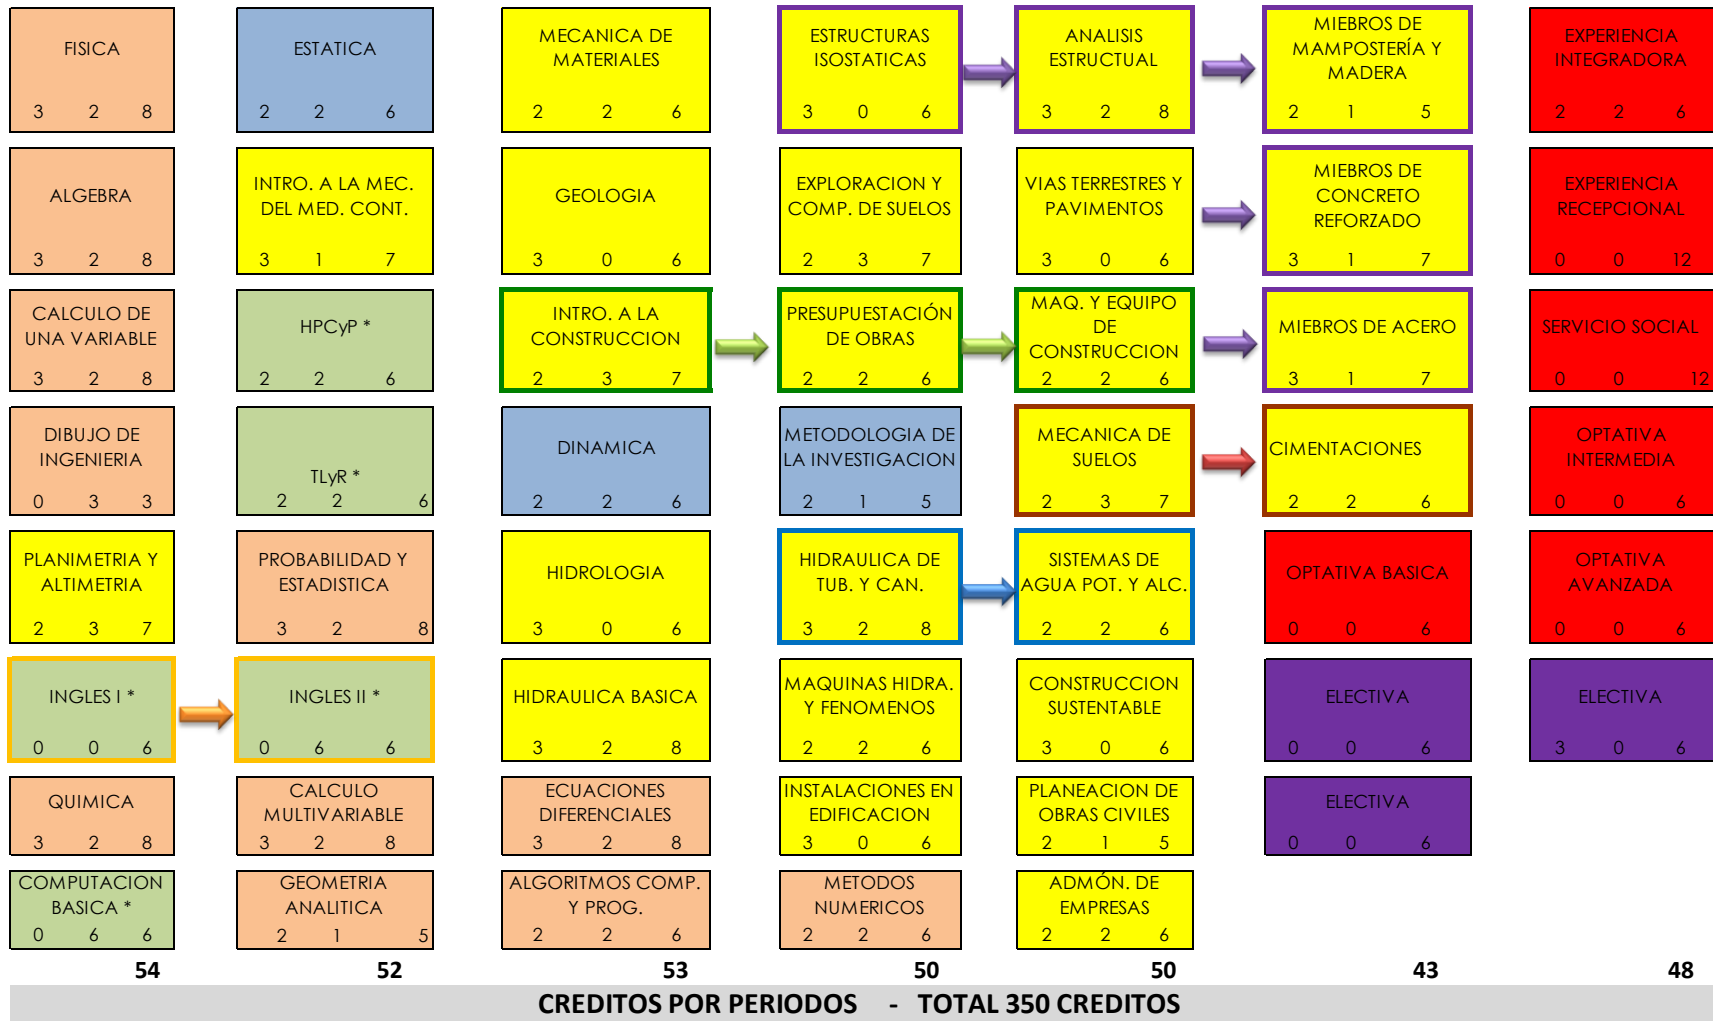 FISICA
3 2 8
ESTATICA
2 2 6
MECANICA DE
MATERIALES
2 2 6
ESTRUCTURAS
ISOSTATICAS
3 0 6
ANALISIS
ESTRUCTUAL
3 2 8
MIEBROS DE
MAMPOSTERÍA Y
MADERA
2 1 5
EXPERIENCIA
INTEGRADORA
2 2 6
ALGEBRA
3 2 8
INTRO. A LA MEC.
DEL MED. CONT.
3 1 7
GEOLOGIA
3 0 6
EXPLORACION Y
COMP. DE SUELOS
2 3 7
VIAS TERRESTRES Y
PAVIMENTOS
3 0 6
MIEBROS DE
CONCRETO
REFORZADO
3 1 7
EXPERIENCIA
RECEPCIONAL
0 0 12
CALCULO DE
UNA VARIABLE
3 2 8
HPCyP *
2 2 6
INTRO. A LA
CONSTRUCCION
2 3 7
PRESUPUESTACIÓN
DE OBRAS
2 2 6
MAQ. Y EQUIPO
DE
CONSTRUCCION
2 2 6
MIEBROS DE ACERO
3 1 7
SERVICIO SOCIAL
0 0 12
DIBUJO DE
INGENIERIA
0 3 3
TLyR *
2 2 6
DINAMICA
2 2 6
METODOLOGIA DE
LA INVESTIGACION
2 1 5
MECANICA DE
SUELOS
2 3 7
CIMENTACIONES
2 2 6
OPTATIVA
INTERMEDIA
0 0 6
PLANIMETRIA Y
ALTIMETRIA
2 3 7
PROBABILIDAD Y
ESTADISTICA
3 2 8
HIDROLOGIA
3 0 6
HIDRAULICA DE
TUB. Y CAN.
3 2 8
SISTEMAS DE
AGUA POT. Y ALC.
2 2 6
OPTATIVA BASICA
0 0 6
OPTATIVA
AVANZADA
0 0 6
INGLES I *
0 0 6
INGLES II *
0 6 6
HIDRAULICA BASICA
3 2 8
MAQUINAS HIDRA.
Y FENOMENOS
2 2 6
CONSTRUCCION
SUSTENTABLE
3 0 6
ELECTIVA
0 0 6
ELECTIVA
3 0 6
QUIMICA
3 2 8
CALCULO
MULTIVARIABLE
3 2 8
ECUACIONES
DIFERENCIALES
3 2 8
INSTALACIONES EN
EDIFICACION
3 0 6
PLANEACION DE
OBRAS CIVILES
2 1 5
ELECTIVA
0 0 6
COMPUTACION
BASICA *
0 6 6
GEOMETRIA
ANALITICA
2 1 5
ALGORITMOS COMP.
Y PROG.
2 2 6
METODOS
NUMERICOS
2 2 6
ADMÓN. DE
EMPRESAS
2 2 6
54 52 53 50 50 43 48
CREDITOS POR PERIODOS - TOTAL 350 CREDITOS